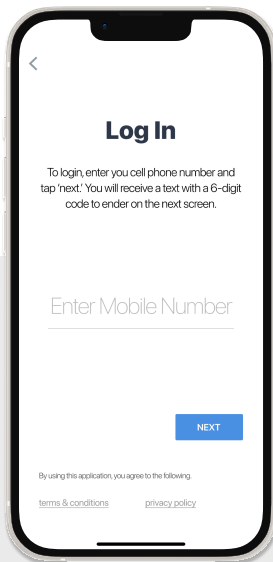 Log In
To login, enter you cell phone number and
tap 'next.' You will receive a text with a 6-digit
code to ender on the next screen.
Enter Mobile Number
NEXT
By using this application, you agree to the following.
terms & conditions privacy policy